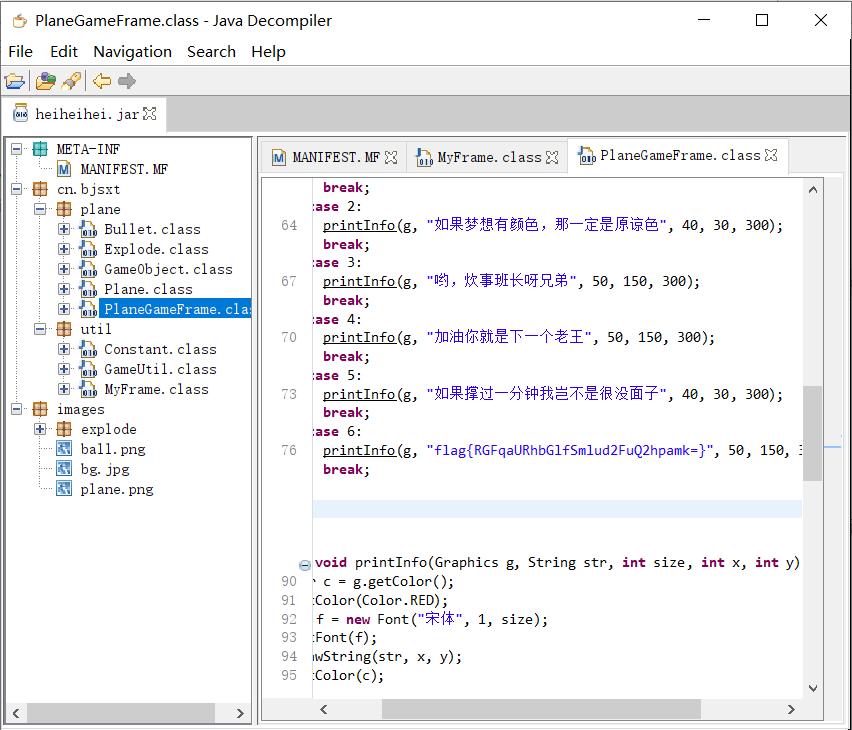 PlaneGameFrame.class - Java Decompiler
File Edit Navigation Search Help
heiheihei.jar
META-INF
MANIFEST.MF
cn.bjsxt
plane
Bullet.class
Explode.class
GameObject.class
Plane.class
PlaneGameFrame.clas
util
Constant.class
GameUtil.class
MyFrame.class
images
explode
ball.png
bg.jpg
plane.png
MANIFEST.MF MyFrame.class PlaneGameFrame.class
break;
case 2:
64 printInfo(g, "如果梦想有颜色，那一定是原谅色", 40, 30, 300);
break;
case 3:
67 printInfo(g, "哟，炊事班长呀兄弟", 50, 150, 300);
break;
case 4:
70 printInfo(g, "加油你就是下一个老王", 50, 150, 300);
break;
case 5:
73 printInfo(g, "如果撑过一分钟我岂不是很没面子", 40, 30, 300);
break;
case 6:
76 printInfo(g, "flag{RGFqaURhbGlfSmlud2FuQ2hpamk=}", 50, 150, 3
break;
void printInfo(Graphics g, String str, int size, int x, int y)
90 r c = g.getColor();
91 tColor(Color.RED);
92 f = new Font("宋体", 1, size);
93 tFont(f);
94 awString(str, x, y);
95 tColor(c);